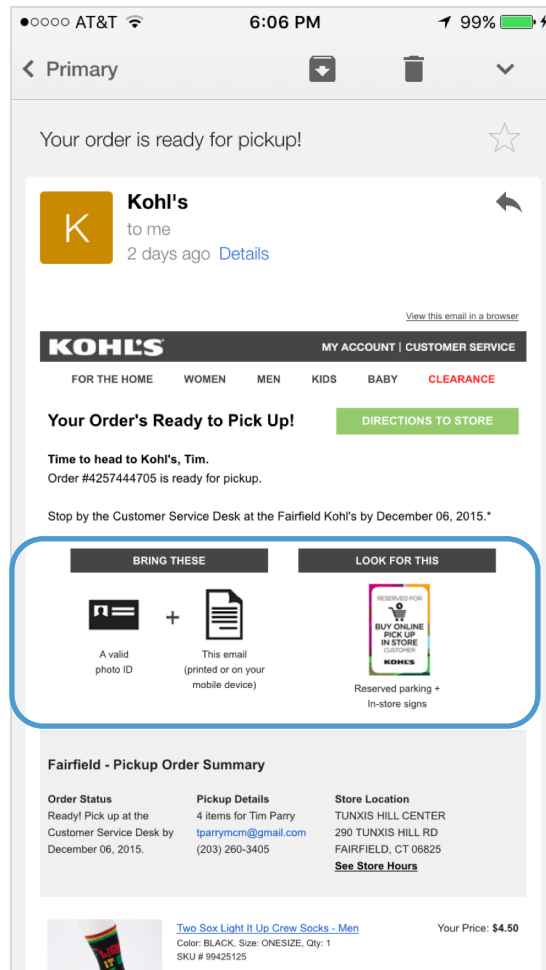 AT&T 6:06 PM 99%
Primary
Your order is ready for pickup!
K
Kohl's
to me
2 days ago Details
View this email in a browser
KOHL'S MY ACCOUNT | CUSTOMER SERVICE
FOR THE HOME WOMEN MEN KIDS BABY CLEARANCE
Your Order's Ready to Pick Up! DIRECTIONS TO STORE
Time to head to Kohl's, Tim.
Order #4257444705 is ready for pickup.
Stop by the Customer Service Desk at the Fairfield Kohl's by December 06, 2015.*
BRING THESE
+
A valid
photo ID
This email
(printed or on your
mobile device)
LOOK FOR THIS
RESERVED FOR
BUY ONLINE
PICK UP
IN STORE
CUSTOMER
KOHL'S
Reserved parking +
In-store signs
Fairfield - Pickup Order Summary
Order Status
Ready! Pick up at the
Customer Service Desk by
December 06, 2015.
Pickup Details
4 items for Tim Parry
tparrymcm@gmail.com
(203) 260-3405
Store Location
TUNXIS HILL CENTER
290 TUNXIS HILL RD
FAIRFIELD, CT 06825
See Store Hours
LIGHT
IT
Two Sox Light It Up Crew Socks - Men Your Price: $4.50
Color: BLACK, Size: ONESIZE, Qty: 1
SKU # 99425125